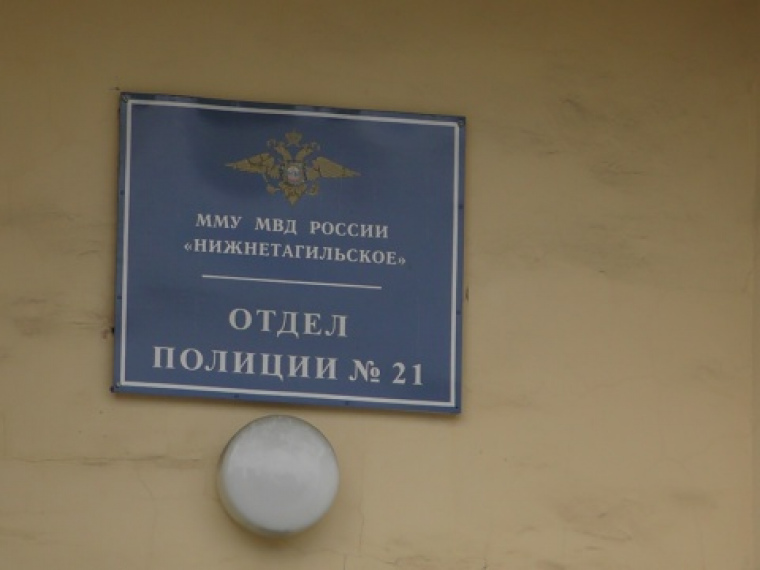 ММУ МВД РОССИИ
«НИЖНЕТАГИЛЬСКОЕ»
ОТДЕЛ
ПОЛИЦИИ № 21